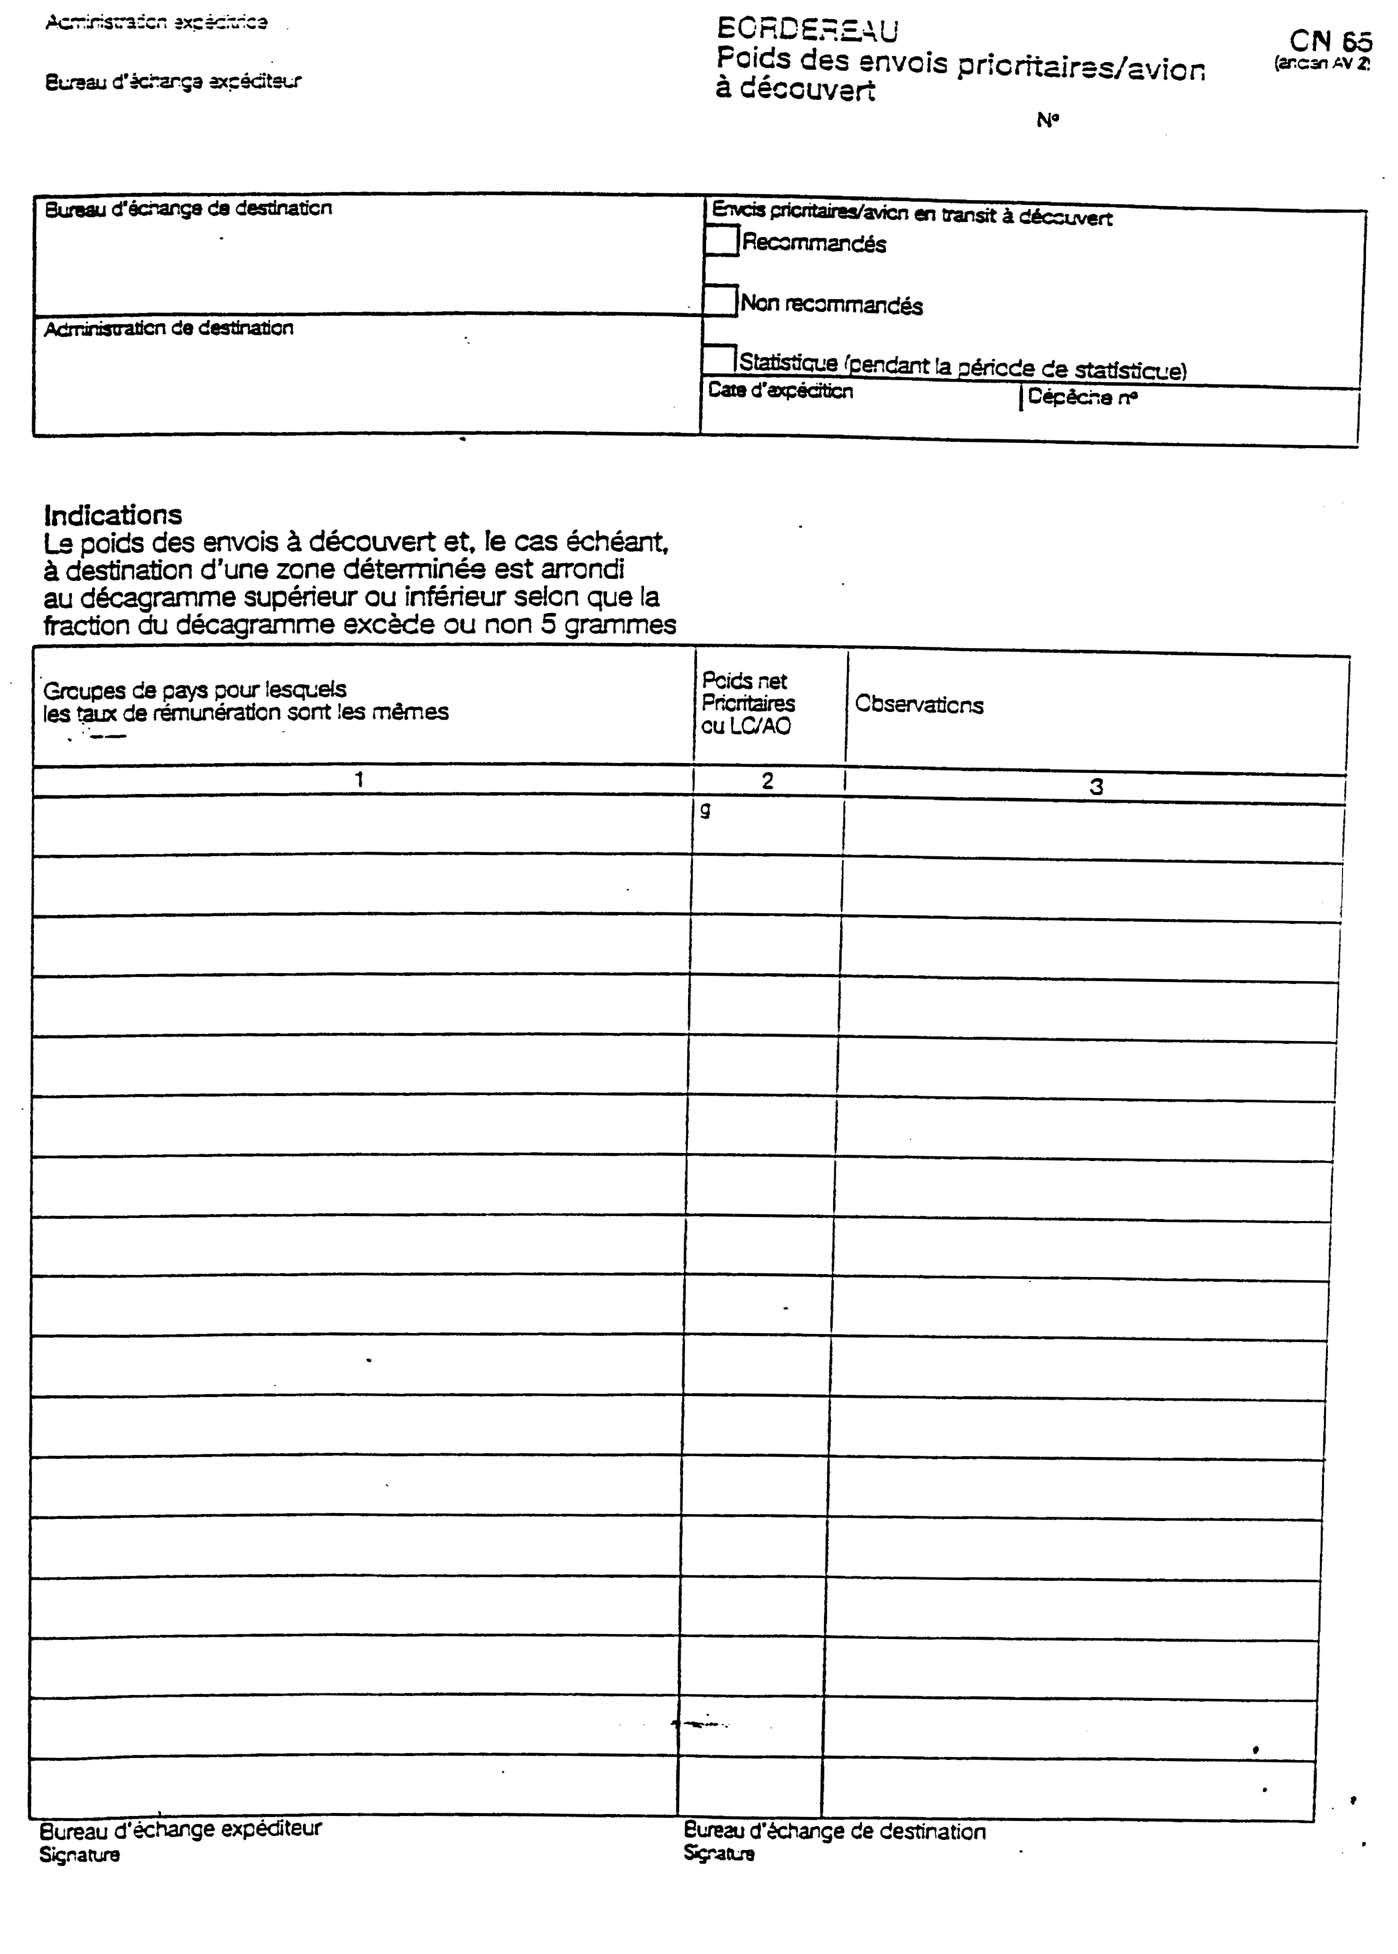 Administration expéditrice
Bureau d'échange expéditeur
BORDEREAU
Poids des envois prioritaires/avion
à découvert
CN 65
(ancien AV 2)
Nº
Bureau d'échange de destination
Administration de destination
Envois prioritaires/avion en transit à découvert
Recommandés
Non recommandés
Statistique (pendant la période de statistique)
Date d'expédition
Dépêche nº
Indications
Le poids des envois à découvert et, le cas échéant,
à destination d'une zone déterminée est arrondi
au décagramme supérieur ou inférieur selon que la
fraction du décagramme excède ou non 5 grammes
Groupes de pays pour lesquels
les taux de rémunération sont les mêmes
Poids net
Prioritaires
ou LC/AO
Observations
1
2
3
g
Bureau d'échange expéditeur
Signature
Bureau d'échange de destination
Signature